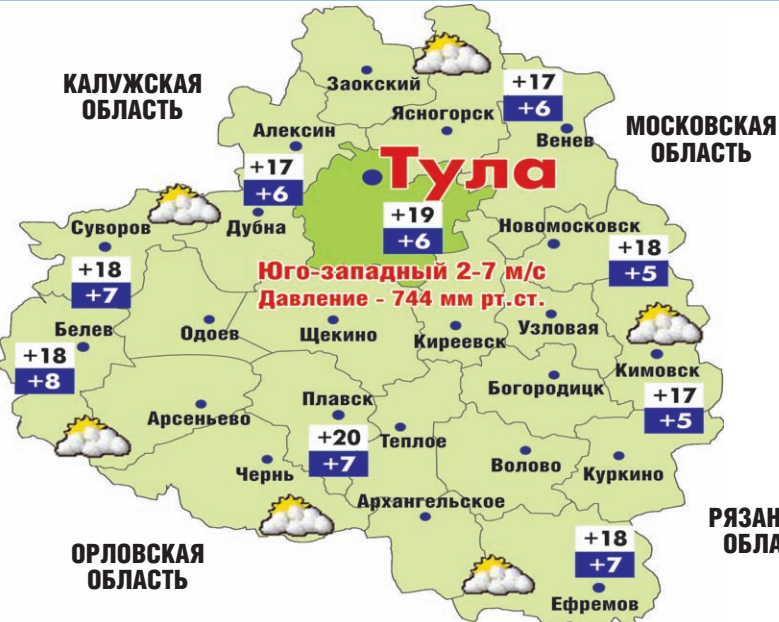 КАЛУЖСКАЯ
ОБЛАСТЬ
Заокский
+17
+6
Ясногорск
Венев
МОСКОВСКАЯ
ОБЛАСТЬ
Алексин
+17
+6
Тула
+19
+6
Суворов
Дубна
Новомосковск
+18
+5
+18
+7
Юго-западный 2-7 м/с
Давление - 744 мм рт.ст.
Белев
Одоев
Щекино
Киреевск
Узловая
+18
+8
Кимовск
+17
+5
Богородицк
Арсеньево
Плавск
+20
+7
Теплое
Чернь
Волово
Куркино
Архангельское
РЯЗАН
ОБЛА
ОРЛОВСКАЯ
ОБЛАСТЬ
+18
+7
Ефремов